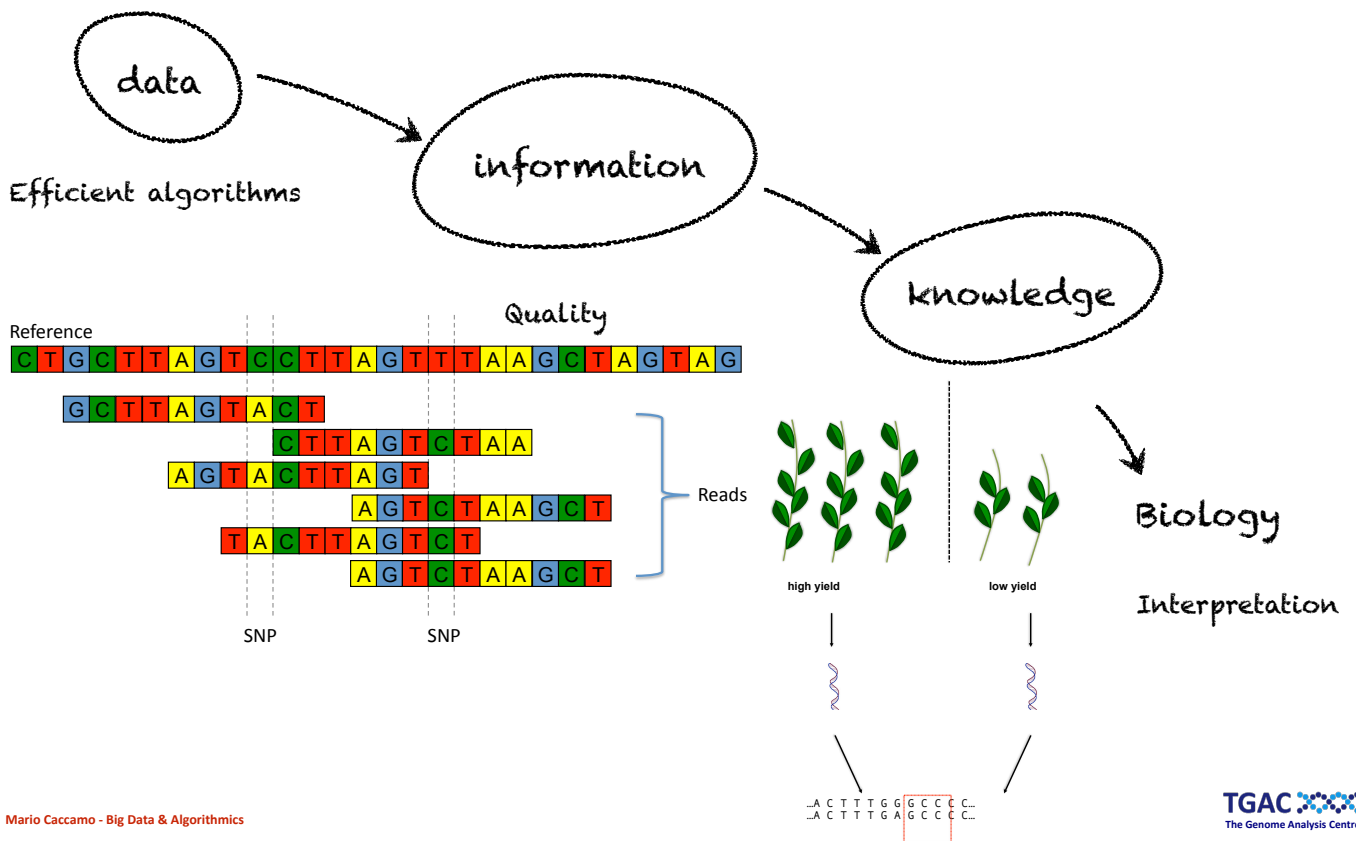 data
information
Efficient algorithms
knowledge
Quality
Reference
C T G C T T A G T C C T T A G T T T A A G C T A G T A G
G C T T A G T A C T
C T T A G T C T A A
A G T A C T T A G T
Reads
A G T C T A A G C T
T A C T T A G T C T
A G T C T A A G C T
SNP SNP
high yield low yield
Biology
Interpretation
...A C T T T G G G C C C C...
...A C T T T G A G C C C C...
Mario Caccamo - Big Data & Algorithmics
TGAC
The Genome Analysis Centre